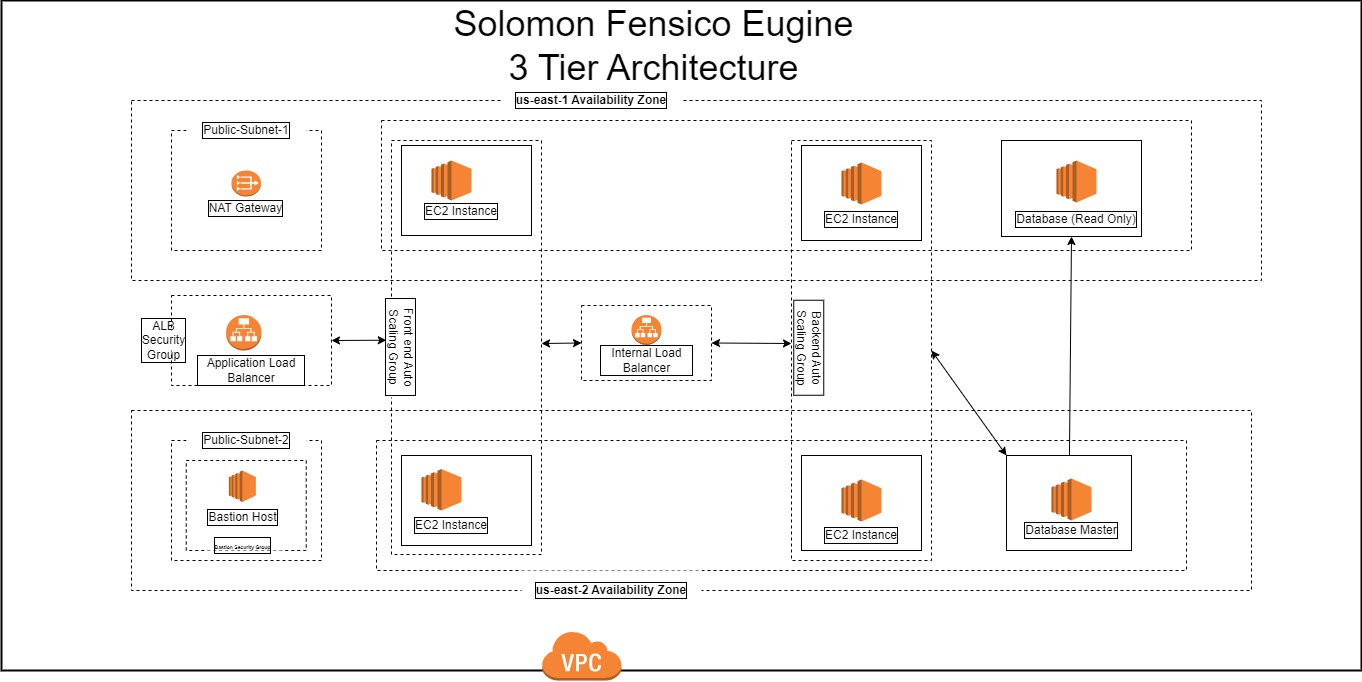 Solomon Fensico Eugine
3 Tier Architecture
us-east-1 Availability Zone
Public-Subnet-1
NAT Gateway
EC2 Instance
EC2 Instance
Database (Read Only)
ALB
Security
Group
Application Load
Balancer
Front end Auto
Scaling Group
Internal Load
Balancer
Backend Auto
Scaling Group
Public-Subnet-2
Bastion Host
Bastion Security Group
EC2 Instance
EC2 Instance
Database Master
us-east-2 Availability Zone
VPC